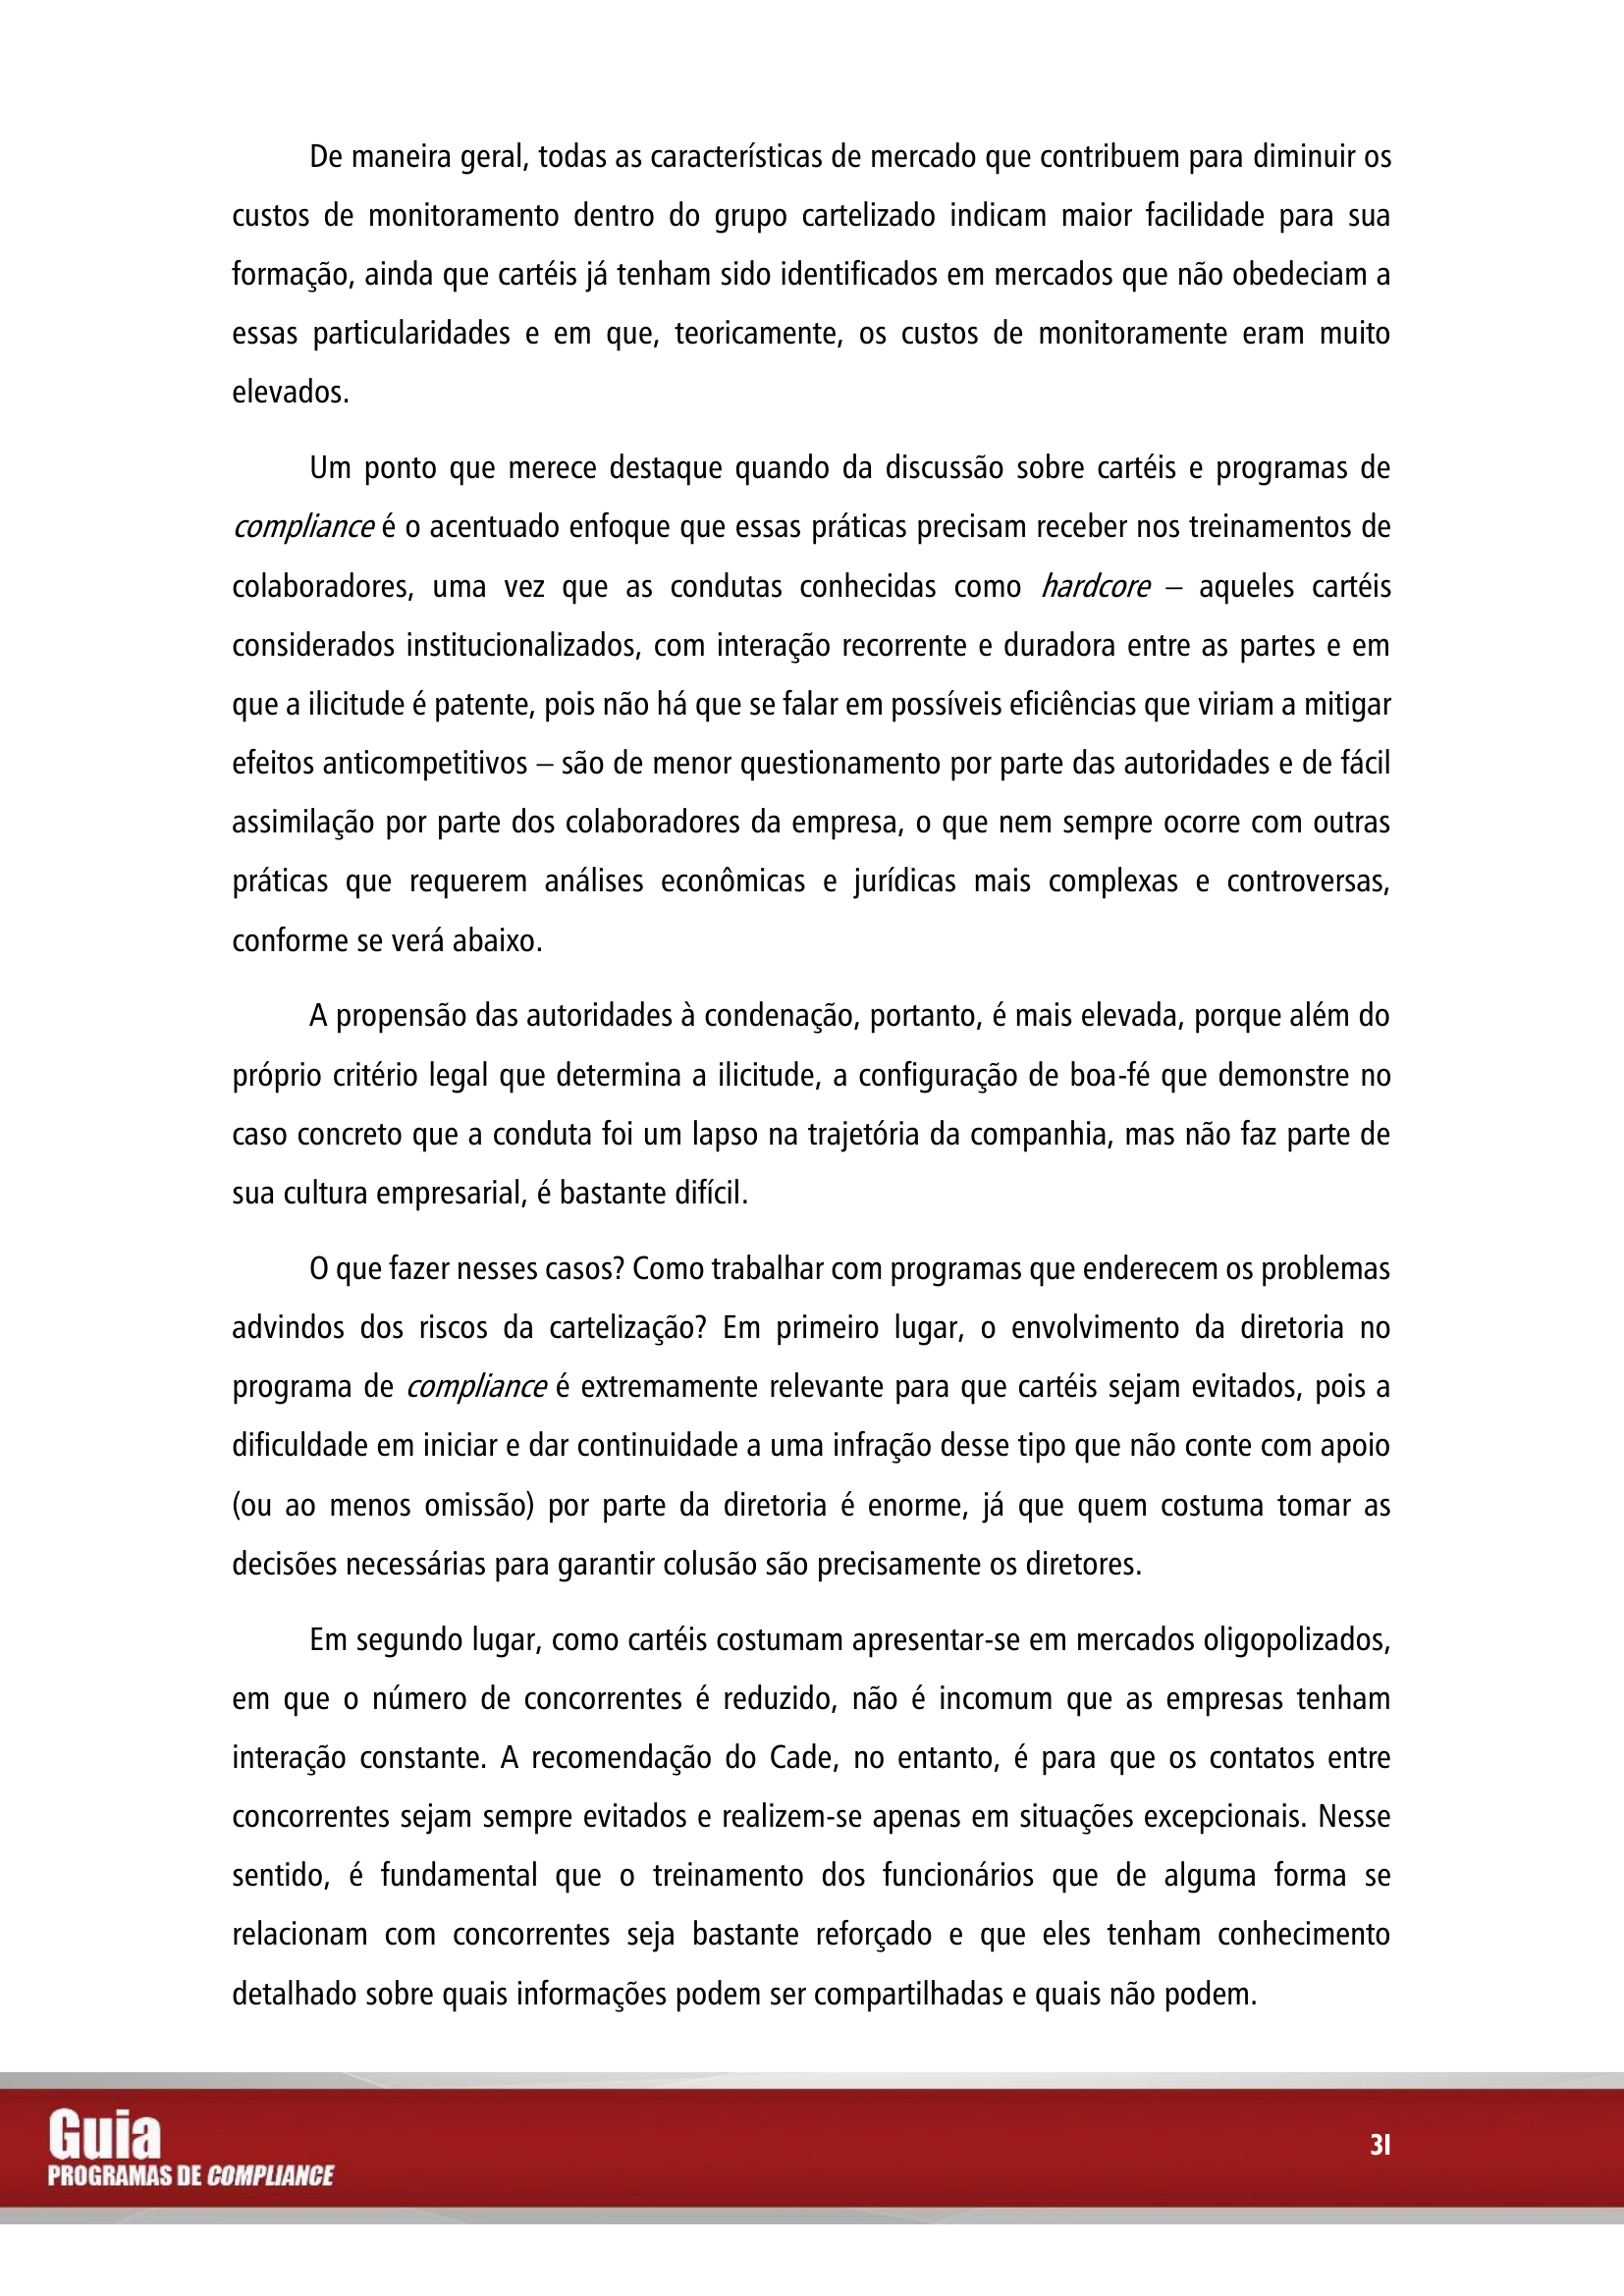 De maneira geral, todas as características de mercado que contribuem para diminuir os
custos de monitoramento dentro do grupo cartelizado indicam maior facilidade para sua
formação, ainda que cartéis já tenham sido identificados em mercados que não obedeciam a
essas particularidades e em que, teoricamente, os custos de monitoramente eram muito
elevados.
Um ponto que merece destaque quando da discussão sobre cartéis e programas de
compliance é o acentuado enfoque que essas práticas precisam receber nos treinamentos de
colaboradores, uma vez que as condutas conhecidas como hardcore – aqueles cartéis
considerados institucionalizados, com interação recorrente e duradora entre as partes e em
que a ilicitude é patente, pois não há que se falar em possíveis eficiências que viriam a mitigar
efeitos anticompetitivos – são de menor questionamento por parte das autoridades e de fácil
assimilação por parte dos colaboradores da empresa, o que nem sempre ocorre com outras
práticas que requerem análises econômicas e jurídicas mais complexas e controversas,
conforme se verá abaixo.
A propensão das autoridades à condenação, portanto, é mais elevada, porque além do
próprio critério legal que determina a ilicitude, a configuração de boa-fé que demonstre no
caso concreto que a conduta foi um lapso na trajetória da companhia, mas não faz parte de
sua cultura empresarial, é bastante difícil.
O que fazer nesses casos? Como trabalhar com programas que enderecem os problemas
advindos dos riscos da cartelização? Em primeiro lugar, o envolvimento da diretoria no
programa de compliance é extremamente relevante para que cartéis sejam evitados, pois a
dificuldade em iniciar e dar continuidade a uma infração desse tipo que não conte com apoio
(ou ao menos omissão) por parte da diretoria é enorme, já que quem costuma tomar as
decisões necessárias para garantir colusão são precisamente os diretores.
Em segundo lugar, como cartéis costumam apresentar-se em mercados oligopolizados,
em que o número de concorrentes é reduzido, não é incomum que as empresas tenham
interação constante. A recomendação do Cade, no entanto, é para que os contatos entre
concorrentes sejam sempre evitados e realizem-se apenas em situações excepcionais. Nesse
sentido, é fundamental que o treinamento dos funcionários que de alguma forma se
relacionam com concorrentes seja bastante reforçado e que eles tenham conhecimento
detalhado sobre quais informações podem ser compartilhadas e quais não podem.
Guia
PROGRAMAS DE COMPLIANCE
31